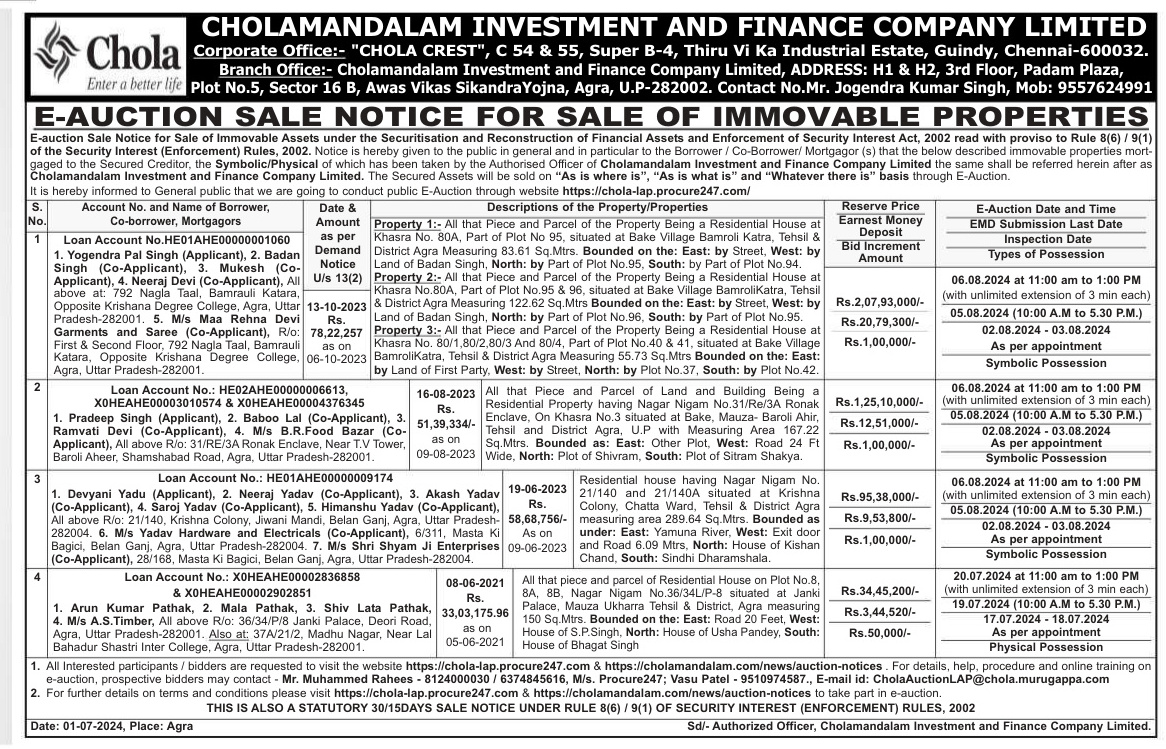 Chola
Enter a better life
CHOLAMANDALAM INVESTMENT AND FINANCE COMPANY LIMITED
Corporate Office:- "CHOLA CREST", C 54 & 55, Super B-4, Thiru Vi Ka Industrial Estate, Guindy, Chennai-600032.
Branch Office:- Cholamandalam Investment and Finance Company Limited, ADDRESS: H1 & H2, 3rd Floor, Padam Plaza,
Plot No.5, Sector 16 B, Awas Vikas SikandraYojna, Agra, U.P-282002. Contact No.Mr. Jogendra Kumar Singh, Mob: 9557624991
E-AUCTION SALE NOTICE FOR SALE OF IMMOVABLE PROPERTIES
E-auction Sale Notice for Sale of Immovable Assets under the Securitisation and Reconstruction of Financial Assets and Enforcement of Security Interest Act, 2002 read with proviso to Rule 8(6) / 9(1)
of the Security Interest (Enforcement) Rules, 2002. Notice is hereby given to the public in general and in particular to the Borrower / Co-Borrower/ Mortgagor (s) that the below described immovable properties mort-
gaged to the Secured Creditor, the Symbolic/Physical of which has been taken by the Authorised Officer of Cholamandalam Investment and Finance Company Limited the same shall be referred herein after as
Cholamandalam Investment and Finance Company Limited. The Secured Assets will be sold on “As is where is”, “As is what is” and “Whatever there is” basis through E-Auction.
It is hereby informed to General public that we are going to conduct public E-Auction through website https://chola-lap.procure247.com/
S.
No.
Account No. and Name of Borrower,
Co-borrower, Mortgagors
Date &
Amount
as per
Demand
Notice
U/s 13(2)
Descriptions of the Property/Properties
Reserve Price
Earnest Money
Deposit
Bid Increment
Amount
E-Auction Date and Time
EMD Submission Last Date
Inspection Date
Types of Possession
1
Loan Account No.HE01AHE00000001060
1. Yogendra Pal Singh (Applicant), 2. Badan
Singh (Co-Applicant), 3. Mukesh (Co-
Applicant), 4. Neeraj Devi (Co-Applicant), All
above at: 792 Nagla Taal, Bamrauli Katara,
Opposite Krishana Degree College, Agra, Uttar
Pradesh-282001. 5. M/s Maa Rehna Devi
Garments and Saree (Co-Applicant), R/o:
First & Second Floor, 792 Nagla Taal, Bamrauli
Katara, Opposite Krishana Degree College,
Agra, Uttar Pradesh-282001.
13-10-2023
Rs.
78,22,257
as on
06-10-2023
Property 1:- All that Piece and Parcel of the Property Being a Residential House at
Khasra No. 80A, Part of Plot No 95, situated at Bake Village Bamroli Katra, Tehsil &
District Agra Measuring 83.61 Sq.Mtrs. Bounded on the: East: by Street, West: by
Land of Badan Singh, North: by Part of Plot No.95, South: by Part of Plot No.94.
Property 2:- All that Piece and Parcel of the Property Being a Residential House at
Khasra No.80A, Part of Plot No.95 & 96, situated at Bake Village BamroliKatra, Tehsil
& District Agra Measuring 122.62 Sq.Mtrs Bounded on the: East: by Street, West: by
Land of Badan Singh, North: by Part of Plot No.96, South: by Part of Plot No.95.
Property 3:- All that Piece and Parcel of the Property Being a Residential House at
Khasra No. 80/1,80/2,80/3 And 80/4, Part of Plot No.40 & 41, situated at Bake Village
BamroliKatra, Tehsil & District Agra Measuring 55.73 Sq.Mtrs Bounded on the: East:
by Land of First Party, West: by Street, North: by Plot No.37, South: by Plot No.42.
Rs.2,07,93,000/-
Rs.20,79,300/-
Rs.1,00,000/-
06.08.2024 at 11:00 am to 1:00 PM
(with unlimited extension of 3 min each)
05.08.2024 (10:00 A.M to 5.30 P.M.)
02.08.2024 - 03.08.2024
As per appointment
Symbolic Possession
2
Loan Account No.: HE02AHE00000006613,
X0HEAHE00003010574 & X0HEAHE00004376345
1. Pradeep Singh (Applicant), 2. Baboo Lal (Co-Applicant), 3.
Ramvati Devi (Co-Applicant), 4. M/s B.R.Food Bazar (Co-
Applicant), All above R/o: 31/RE/3A Ronak Enclave, Near T.V Tower,
Baroli Aheer, Shamshabad Road, Agra, Uttar Pradesh-282001.
16-08-2023
Rs.
51,39,334/-
as on
09-08-2023
All that Piece and Parcel of Land and Building Being a
Residential Property having Nagar Nigam No.31/Re/3A Ronak
Enclave, On Khasra No.3 situated at Bake, Mauza- Baroli Ahir,
Tehsil and District Agra, U.P with Measuring Area 167.22
Sq.Mtrs. Bounded as: East: Other Plot, West: Road 24 Ft
Wide, North: Plot of Shivram, South: Plot of Sitram Shakya.
Rs.1,25,10,000/-
Rs.12,51,000/-
Rs.1,00,000/-
06.08.2024 at 11:00 am to 1:00 PM
(with unlimited extension of 3 min each)
05.08.2024 (10:00 A.M to 5.30 P.M.)
02.08.2024 - 03.08.2024
As per appointment
Symbolic Possession
3
Loan Account No.: HE01AHE00000009174
1. Devyani Yadu (Applicant), 2. Neeraj Yadav (Co-Applicant), 3. Akash Yadav
(Co-Applicant), 4. Saroj Yadav (Co-Applicant), 5. Himanshu Yadav (Co-Applicant),
All above R/o: 21/140, Krishna Colony, Jiwani Mandi, Belan Ganj, Agra, Uttar Pradesh-
282004. 6. M/s Yadav Hardware and Electricals (Co-Applicant), 6/311, Masta Ki
Bagici, Belan Ganj, Agra, Uttar Pradesh-282004. 7. M/s Shri Shyam Ji Enterprises
(Co-Applicant), 28/168, Masta Ki Bagici, Belan Ganj, Agra, Uttar Pradesh-282001.
19-06-2023
Rs.
58,68,756/-
As on
09-06-2023
Residential house having Nagar Nigam No.
21/140 and 21/140A situated at Krishna
Colony, Chatta Ward, Tehsil & District Agra
measuring area 289.64 Sq.Mtrs. Bounded as
under: East: Yamuna River, West: Exit door
and Road 6.09 Mtrs, North: House of Kishan
Chand, South: Sindhi Dharamshala.
Rs.95,38,000/-
Rs.9,53,800/-
Rs.1,00,000/-
06.08.2024 at 11:00 am to 1:00 PM
(with unlimited extension of 3 min each)
05.08.2024 (10:00 A.M to 5.30 P.M.)
02.08.2024 - 03.08.2024
As per appointment
Symbolic Possession
4
Loan Account No.: X0HEAHE00002836858
& X0HEAHE00002902851
1. Arun Kumar Pathak, 2. Mala Pathak, 3. Shiv Lata Pathak,
4. M/s A.S.Timber, All above R/o: 36/34/P/8 Janki Palace, Deori Road,
Agra, Uttar Pradesh-282001. Also at: 37A/21/2, Madhu Nagar, Near Lal
Bahadur Shastri Inter College, Agra, Uttar Pradesh-282001.
08-06-2021
Rs.
33,03,175.96
as on
05-06-2021
All that piece and parcel of Residential House on Plot No.8,
8A, 8B, Nagar Nigam No.36/34L/P-8 situated at Janki
Palace, Mauza Ukharra Tehsil & District, Agra measuring
150 Sq.Mtrs. Bounded on the: East: Road 20 Feet, West:
House of S.P.Singh, North: House of Usha Pandey, South:
House of Bhagat Singh
Rs.34,45,200/-
Rs.3,44,520/-
Rs.50,000/-
20.07.2024 at 11:00 am to 1:00 PM
(with unlimited extension of 3 min each)
19.07.2024 (10:00 A.M to 5.30 P.M.)
17.07.2024 - 18.07.2024
As per appointment
Physical Possession
1. All Interested participants / bidders are requested to visit the website https://chola-lap.procure247.com & https://cholamandalam.com/news/auction-notices . For details, help, procedure and online training on
e-auction, prospective bidders may contact - Mr. Muhammed Rahees - 8124000030 / 6374845616, M/s. Procure247; Vasu Patel - 9510974587., E-mail id: CholaAuctionLAP@chola.murugappa.com
2. For further details on terms and conditions please visit https://chola-lap.procure247.com & https://cholamandalam.com/news/auction-notices to take part in e-auction.
THIS IS ALSO A STATUTORY 30/15DAYS SALE NOTICE UNDER RULE 8(6) / 9(1) OF SECURITY INTEREST (ENFORCEMENT) RULES, 2002
Date: 01-07-2024, Place: Agra
Sd/- Authorized Officer, Cholamandalam Investment and Finance Company Limited.